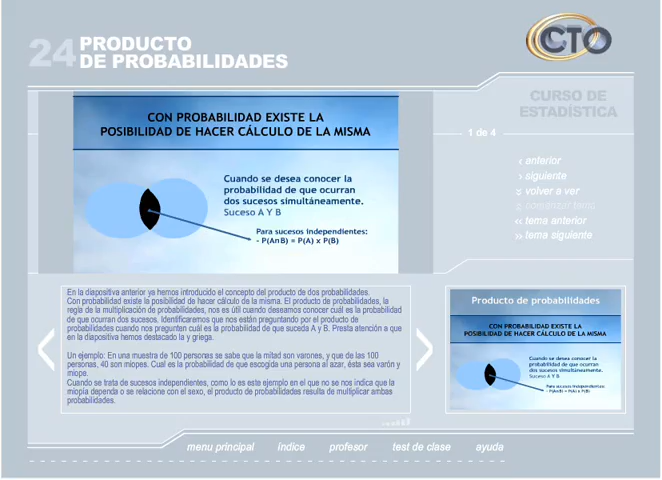 24 PRODUCTO
DE PROBABILIDADES
CTO
CURSO DE
ESTADÍSTICA
1 de 4
CON PROBABILIDAD EXISTE LA
POSIBILIDAD DE HACER CÁLCULO DE LA MISMA
Cuando se desea conocer la
probabilidad de que ocurran
dos sucesos simultáneamente.
Suceso A Y B
Para sucesos independientes:
- P(A∩B) = P(A) x P(B)
‹ anterior
› siguiente
volver a ver
comenzar tema
‹‹ tema anterior
›› tema siguiente
En la diapositiva anterior ya hemos introducido el concepto del producto de dos probabilidades.
Con probabilidad existe la posibilidad de hacer cálculo de la misma. El producto de probabilidades, la
regla de la multiplicación de probabilidades, nos es útil cuando deseamos conocer cuál es la probabilidad
de que ocurran dos sucesos. Identificaremos que nos están preguntando por el producto de
probabilidades cuando nos pregunten cuál es la probabilidad de que suceda A y B. Presta atención a que
en la diapositiva hemos destacado la y griega.
Un ejemplo: En una muestra de 100 personas se sabe que la mitad son varones, y que de las 100
personas, 40 son miopes. Cual es la probabilidad de que escogida una persona al azar, ésta sea varón y
miope.
Cuando se trata de sucesos independientes, como lo es este ejemplo en el que no se nos indica que la
miopía dependa o se relacione con el sexo, el producto de probabilidades resulta de multiplicar ambas
probabilidades.
Producto de probabilidades
CON PROBABILIDAD EXISTE LA
POSIBILIDAD DE HACER CÁLCULO DE LA MISMA
Cuando se desea conocer la
probabilidad de que ocurran
dos sucesos simultáneamente.
Suceso A Y B
Para sucesos independientes:
- P(A∩B) = P(A) x P(B)
menu principal índice profesor test de clase ayuda